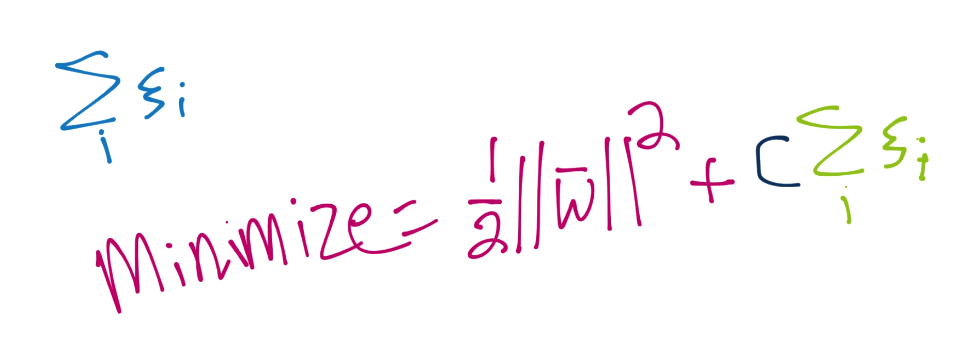 ∑ᵢ ξᵢ
Minimize = 1/2 ||w̅||² + C ∑ᵢ ξᵢ